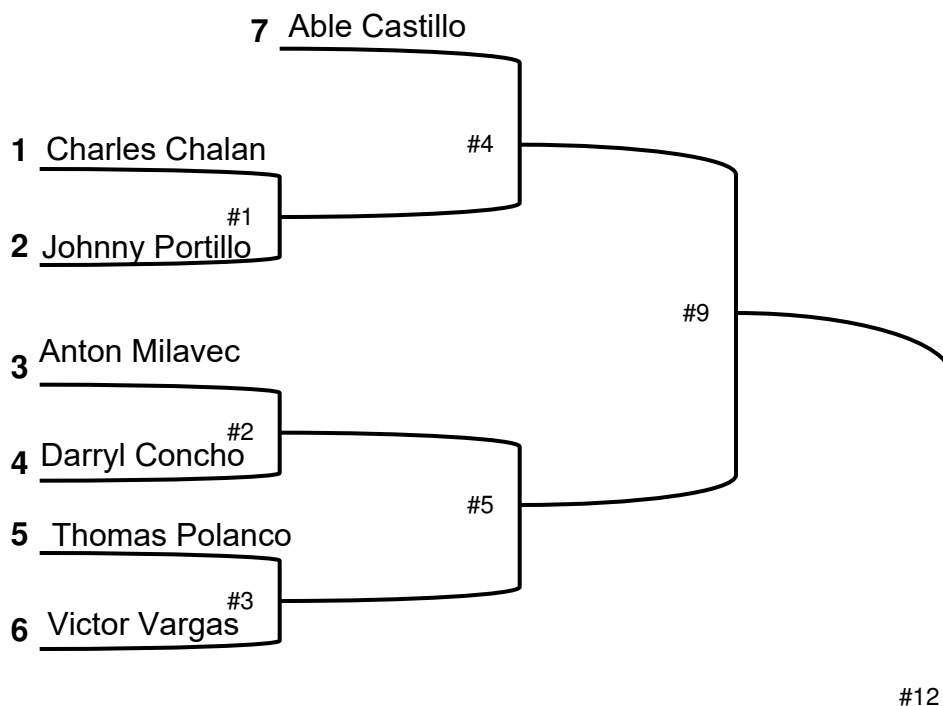 7 Able Castillo
#4
1 Charles Chalan
#1
2 Johnny Portillo
#9
3 Anton Milavec
#2
4 Darryl Concho
#5
5 Thomas Polanco
#3
6 Victor Vargas
#12